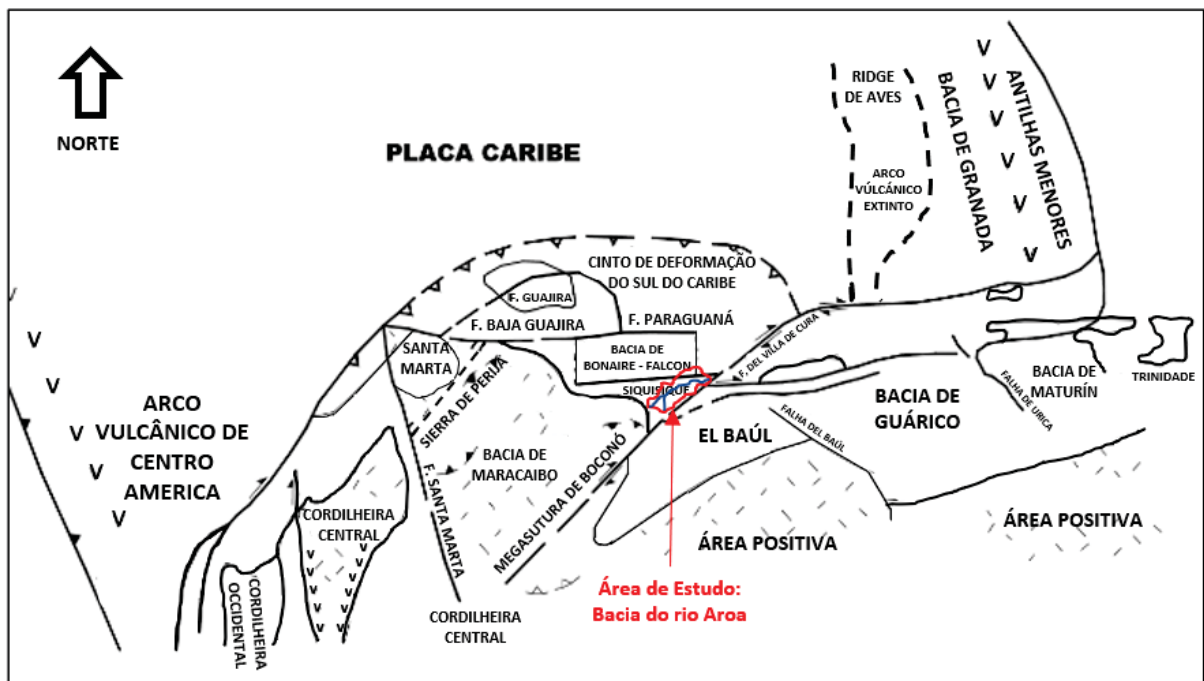 NORTE
PLACA CARIBE
RIDGE
DE AVES
ARCO
VÚLCÁNICO
EXTINTO
BACIA DE GRANADA
ANTILHAS MENORES
CINTO DE DEFORMAÇÃO
DO SUL DO CARIBE
F. GUAJIRA
F. BAJA GUAJIRA
F. PARAGUANÁ
SANTA
MARTA
BACIA DE
BONAIRE - FALCON
F. DEL VILLA DE CURA
SIERRA DE PERIJA
SIQUISIQUE
BACIA DE
MATURÍN
TRINIDADE
ARCO
VULCÂNICO DE
CENTRO
AMERICA
BACIA DE
MARACAIBO
F. SANTA MARTA
MEGASUTURA DE BOCONÓ
EL BAÚL
FALHA DEL BAÚL
BACIA DE
GUÁRICO
FALHA DE URICA
CORDILHEIRA
CENTRAL
ÁREA POSITIVA
ÁREA POSITIVA
CORDILHEIRA
OCCIDENTAL
CORDILHEIRA
CENTRAL
Área de Estudo:
Bacia do rio Aroa